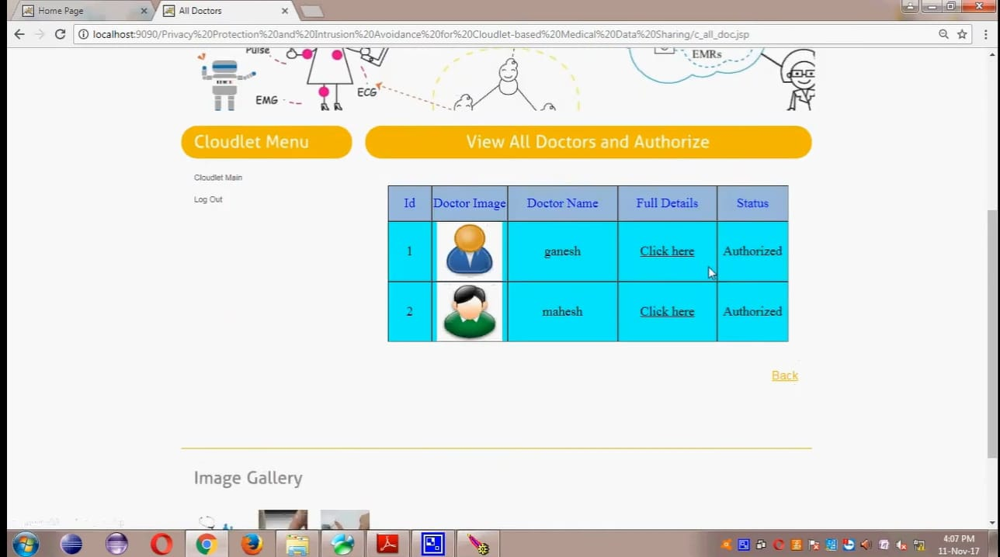 Home Page
All Doctors
localhost:9090/Privacy%20Protection%20and%20Intrusion%20Avoidance%20for%20Cloudlet-based%20Medical%20Data%20Sharing/c_all_doc.jsp
Pulse
EMG
ECG
EMRs
Cloudlet Menu
View All Doctors and Authorize
Cloudlet Main
Log Out
Id Doctor Image Doctor Name Full Details Status
1 ganesh Click here Authorized
2 mahesh Click here Authorized
Back
Image Gallery
4:07 PM
11-Nov-17